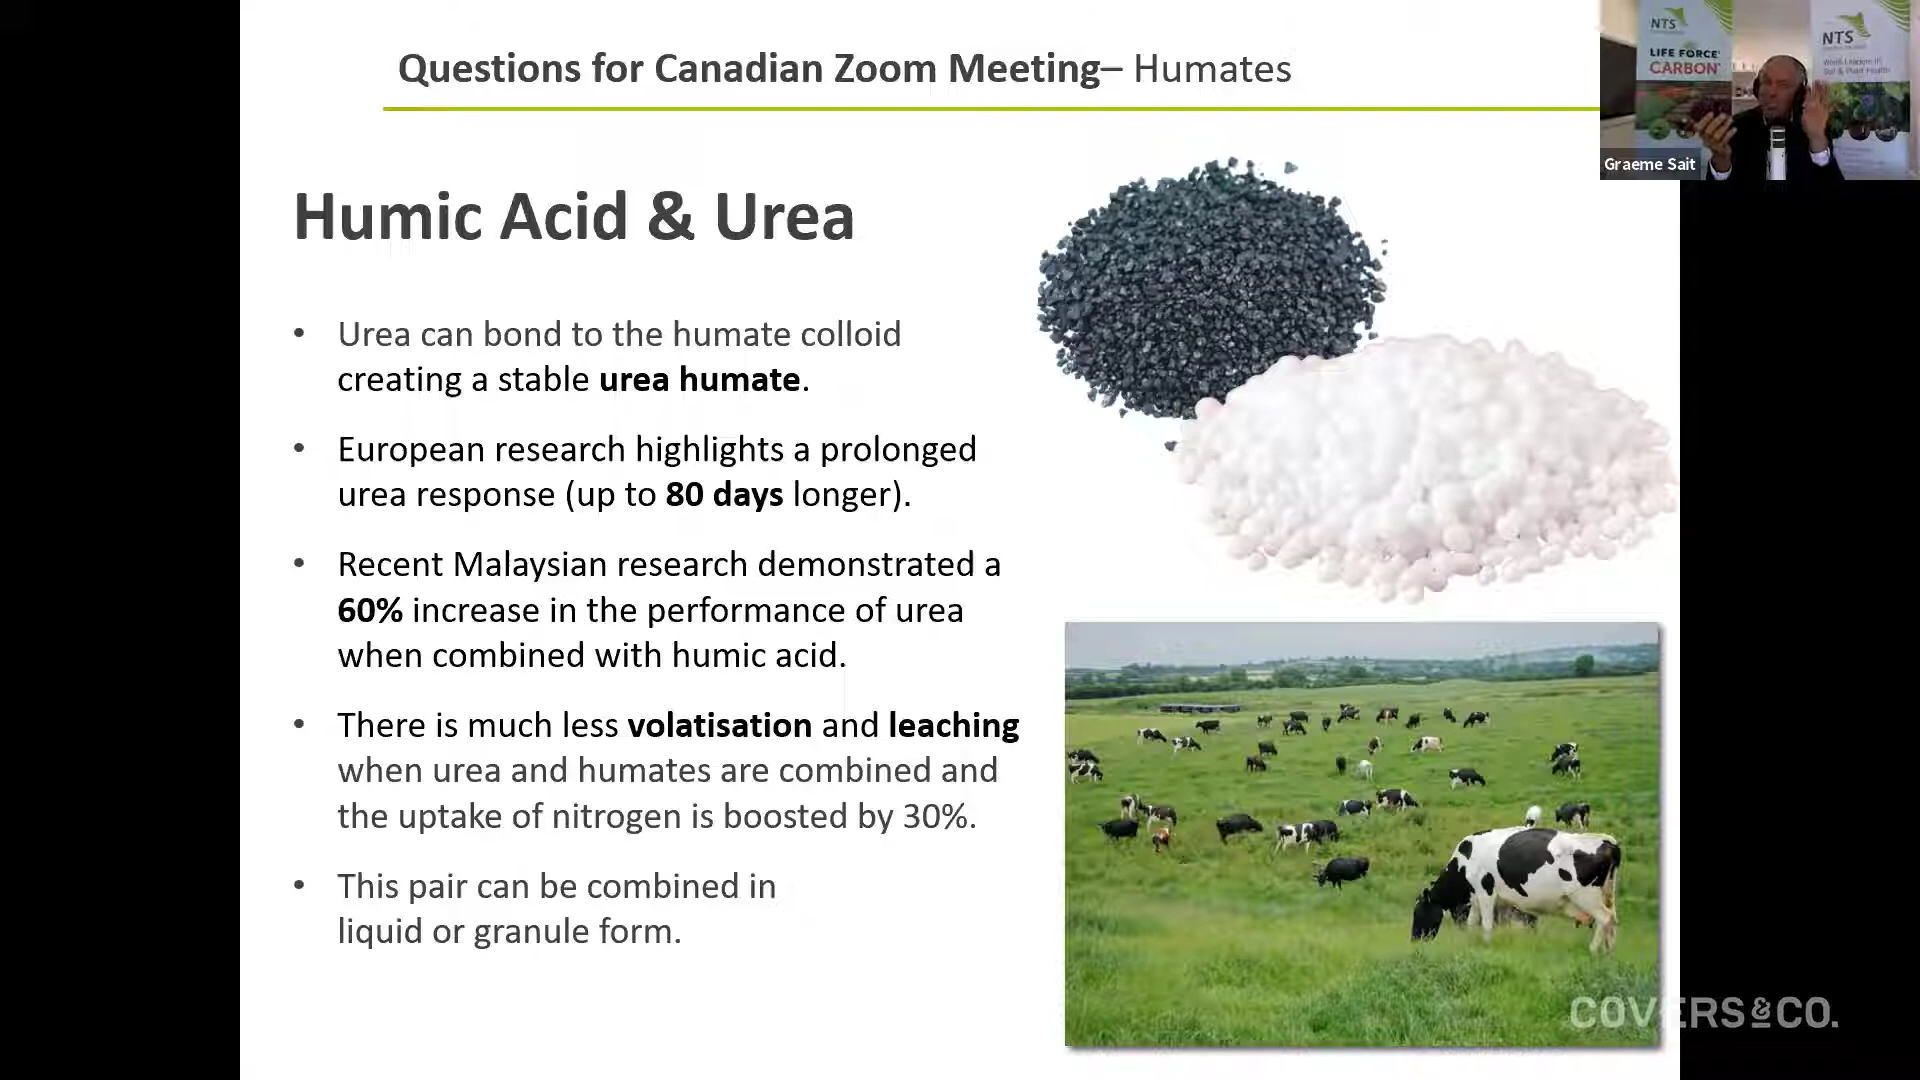 Questions for Canadian Zoom Meeting– Humates
NTS
LIFE FORCE
CARBON
NTS
Graeme Sait
Humic Acid & Urea
• Urea can bond to the humate colloid
creating a stable urea humate.
• European research highlights a prolonged
urea response (up to 80 days longer).
• Recent Malaysian research demonstrated a
60% increase in the performance of urea
when combined with humic acid.
• There is much less volatisation and leaching
when urea and humates are combined and
the uptake of nitrogen is boosted by 30%.
• This pair can be combined in
liquid or granule form.
COVERS&CO.